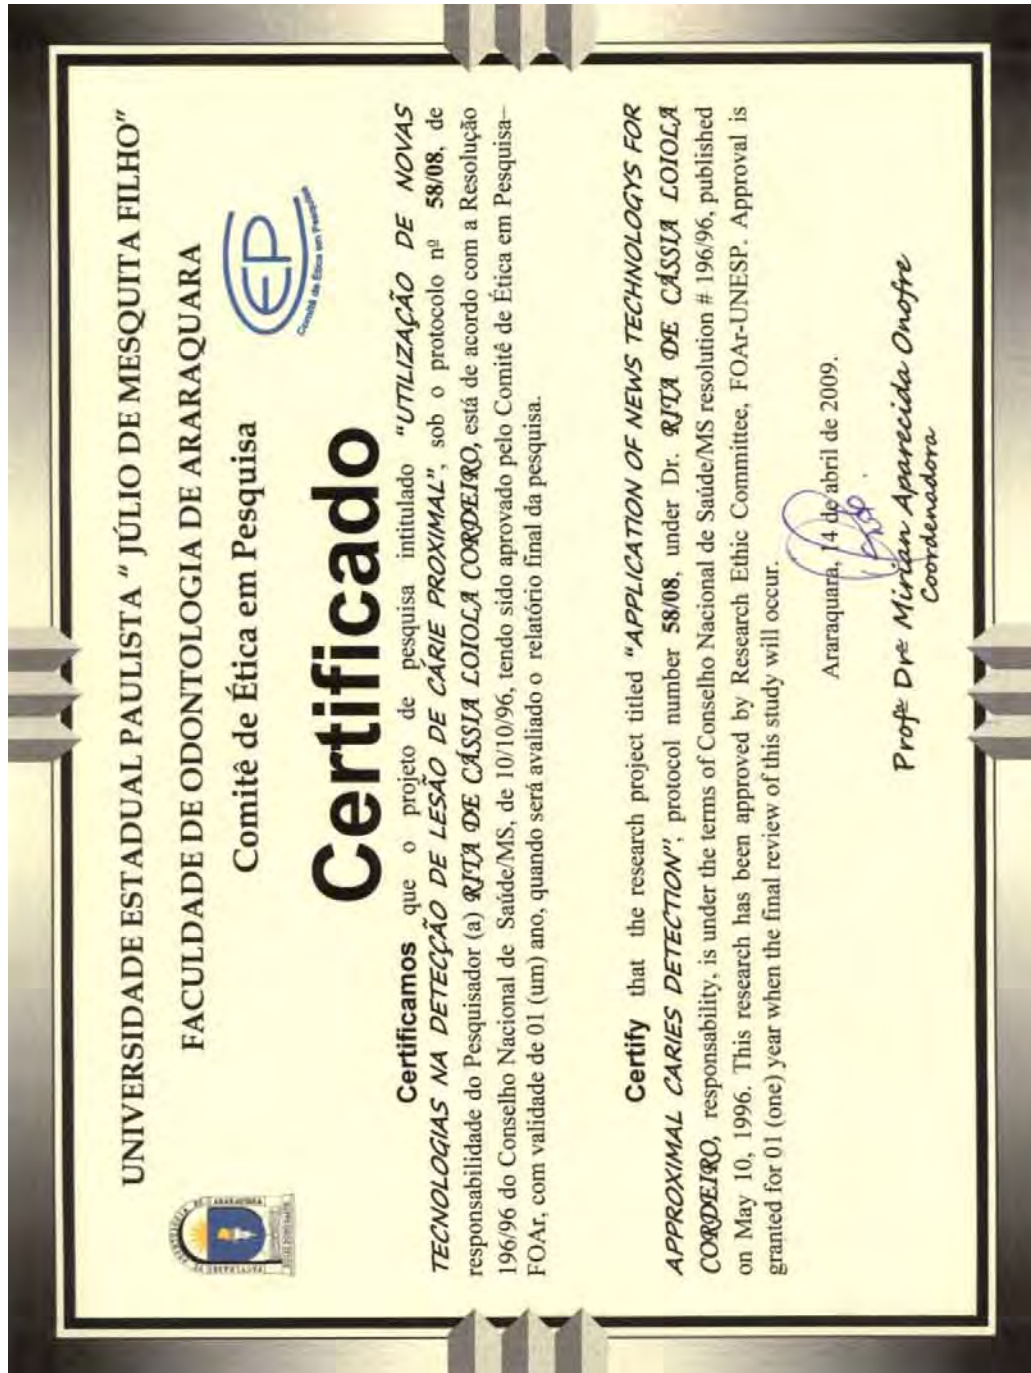 UNIVERSIDADE ESTADUAL PAULISTA " JÚLIO DE MESQUITA FILHO"
FACULDADE DE ODONTOLOGIA DE ARARAQUARA
Comitê de Ética em Pesquisa
CEP
Comitê de Ética em Pesquisa
Certificado
Certificamos que o projeto de pesquisa intitulado "UTILIZAÇÃO DE NOVAS
TECNOLOGIAS NA DETECÇÃO DE LESÃO DE CÁRIE PROXIMAL", sob o protocolo nº 58/08, de
responsabilidade do Pesquisador (a) RITA DE CÁSSIA LOIOLA CORDEIRO, está de acordo com a Resolução
196/96 do Conselho Nacional de Saúde/MS, de 10/10/96, tendo sido aprovado pelo Comitê de Ética em Pesquisa-
FOAr, com validade de 01 (um) ano, quando será avaliado o relatório final da pesquisa.
Certify that the research project titled "APPLICATION OF NEWS TECHNOLOGYS FOR
APPROXIMAL CARIES DETECTION", protocol number 58/08, under Dr. RITA DE CÁSSIA LOIOLA
CORDEIRO, responsability, is under the terms of Conselho Nacional de Saúde/MS resolution # 196/96, published
on May 10, 1996. This research has been approved by Research Ethic Committee, FOAr-UNESP. Approval is
granted for 01 (one) year when the final review of this study will occur.
Araraquara, 14 de abril de 2009.
Profª Drª Mirian Aparecida Onofre
Coordenadora